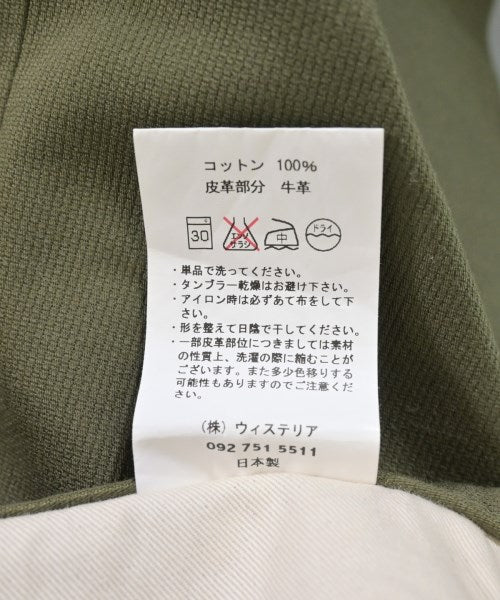 コットン 100%
皮革部分 牛革
30 エンソ サラシ 中 ドライ
・単品で洗ってください。
・タンブラー乾燥はお避け下さい。
・アイロン時は必ずあて布をして下
さい。
・形を整えて日陰で干してください。
・一部皮革部位につきましては素材
の性質上、洗濯の際に縮むことが
ございます。また多少色移りする
可能性もありますのでご注意くだ
さい。
(株) ウィステリア
092 751 5511
日本製